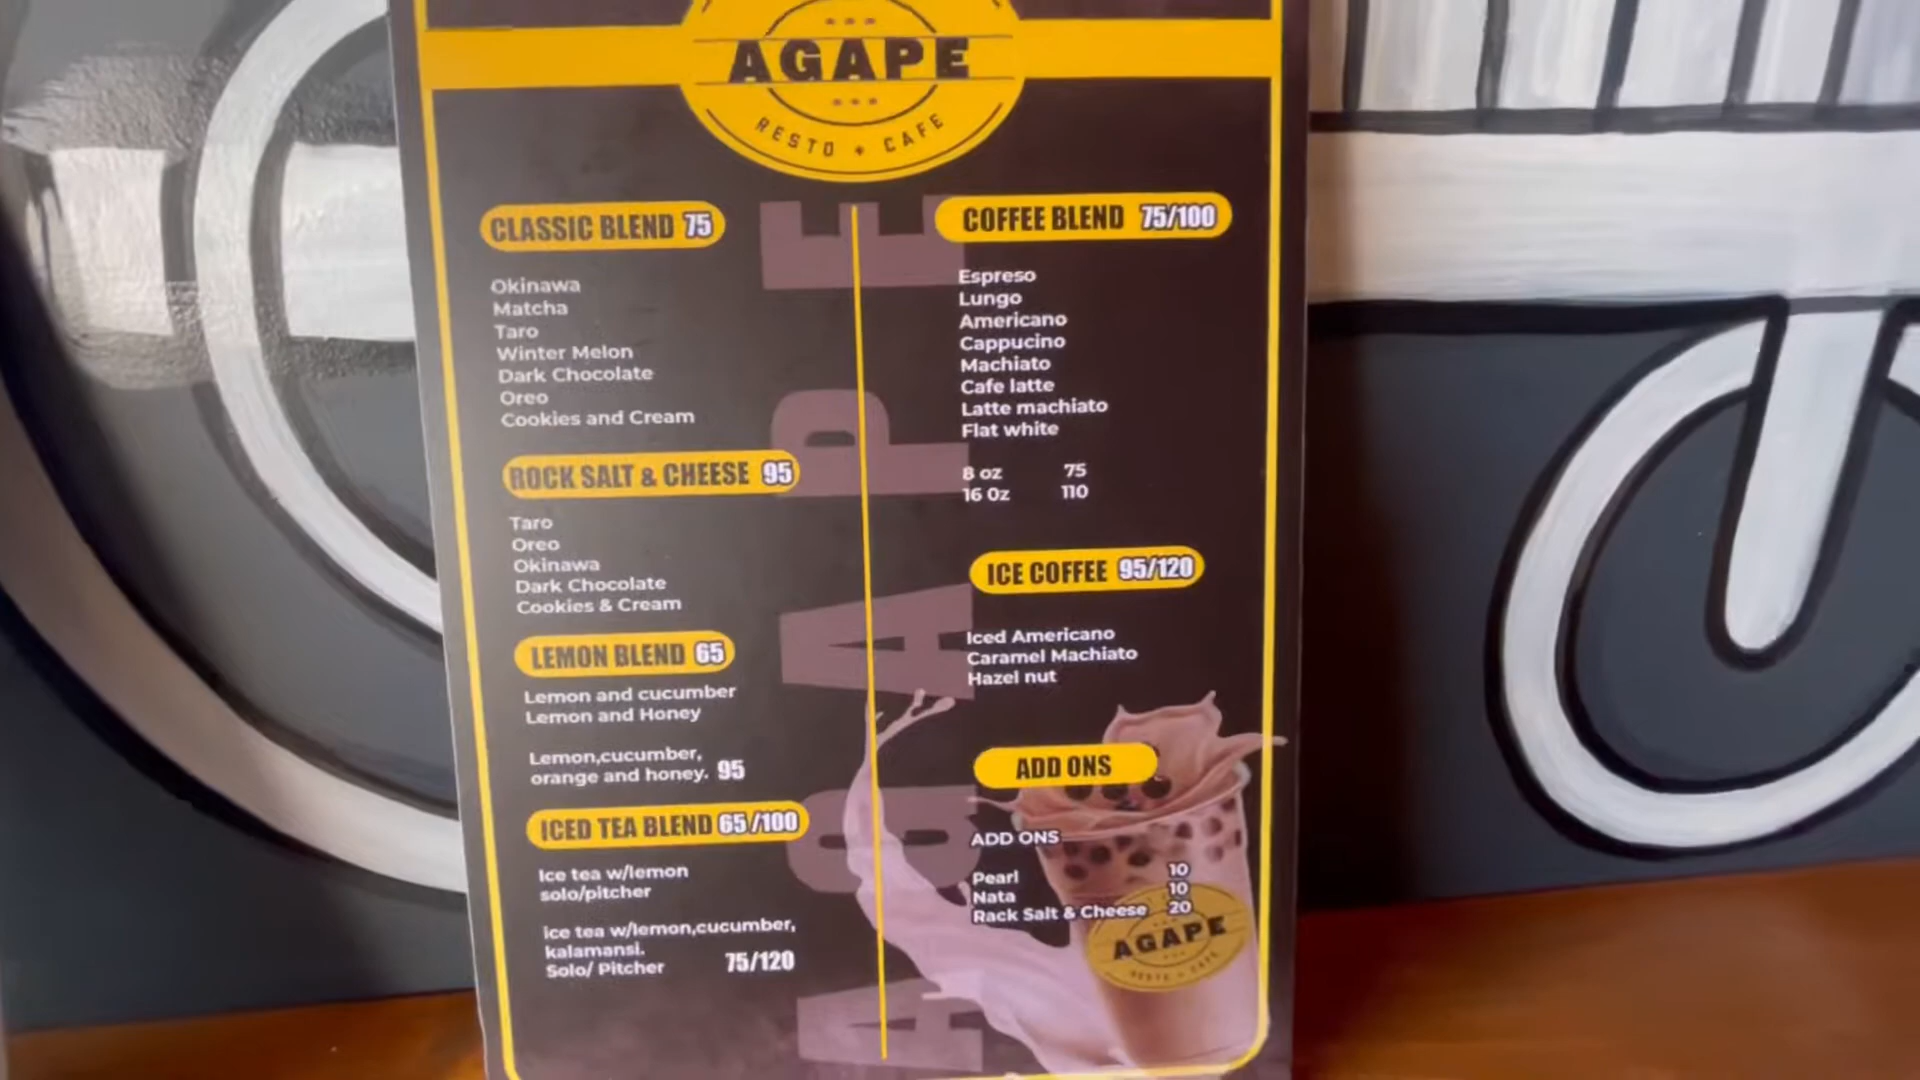 AGAPE
RESTO + CAFE
CLASSIC BLEND 75
Okinawa
Matcha
Taro
Winter Melon
Dark Chocolate
Oreo
Cookies and Cream
ROCK SALT & CHEESE 95
Taro
Oreo
Okinawa
Dark Chocolate
Cookies & Cream
LEMON BLEND 65
Lemon and cucumber
Lemon and Honey
Lemon,cucumber,
orange and honey. 95
ICED TEA BLEND 65/100
Ice tea w/lemon
solo/pitcher
ice tea w/lemon,cucumber,
kalamansi.
Solo/ Pitcher 75/120
COFFEE BLEND 75/100
Espreso
Lungo
Americano
Cappucino
Machiato
Cafe latte
Latte machiato
Flat white
8 oz 75
16 Oz 110
ICE COFFEE 95/120
Iced Americano
Caramel Machiato
Hazel nut
ADD ONS
ADD ONS
Pearl 10
Nata 10
Rack Salt & Cheese 20
AGAPE
RESTO + CAFE
AGAPE